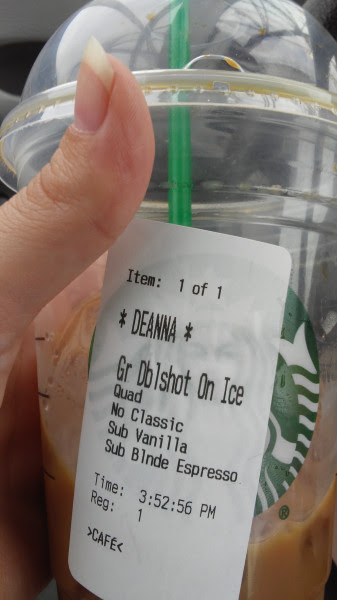 Item: 1 of 1
* DEANNA *
Gr Dblshot On Ice
Quad
No Classic
Sub Vanilla
Sub Blnde Espresso
Time: 3:52:56 PM
Reg: 1
>CAFÉ<
®